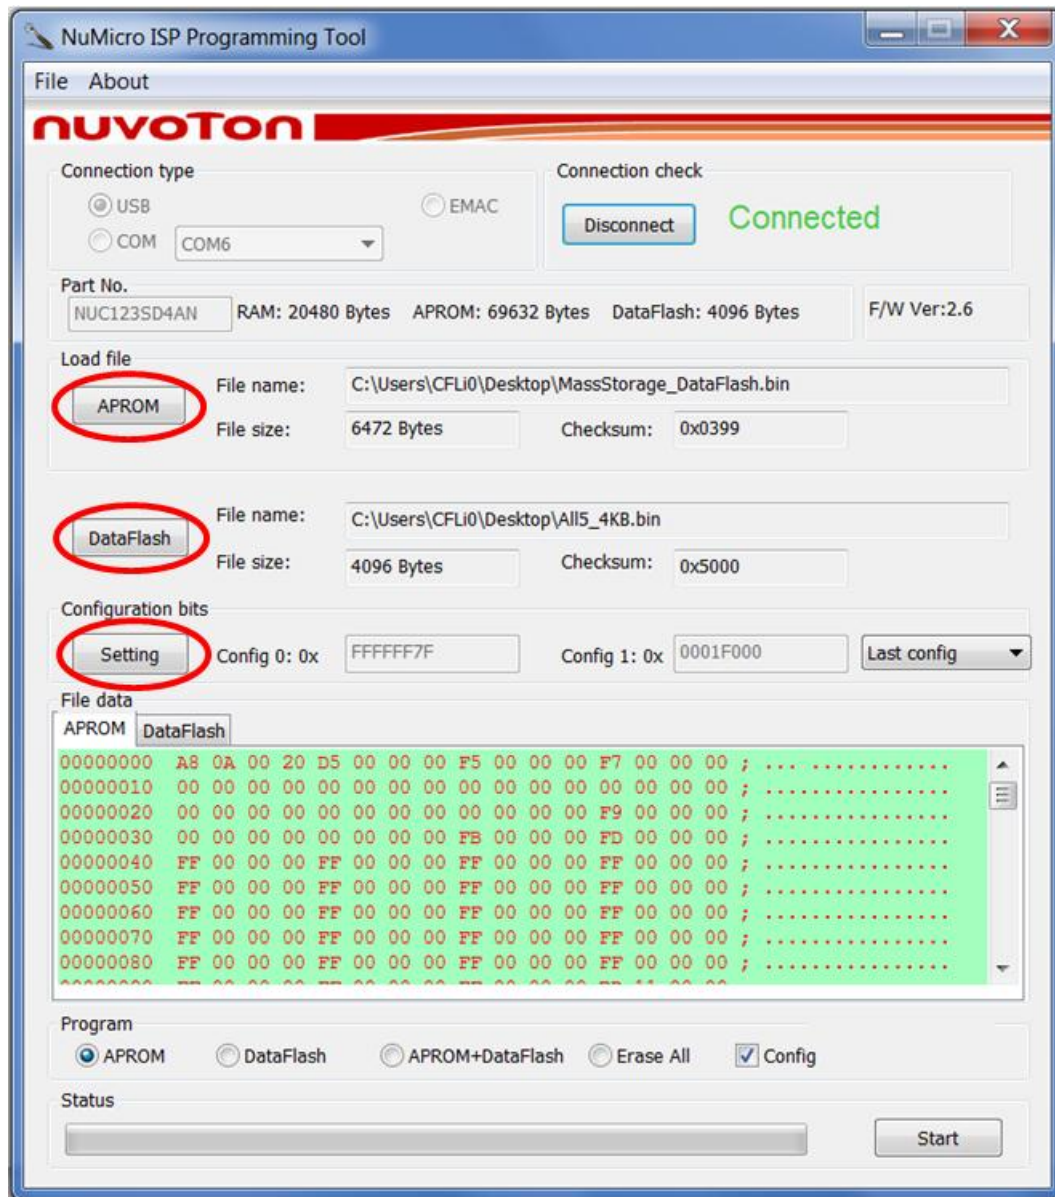 NuMicro ISP Programming Tool
File About
nuvoton
Connection type
USB
EMAC
COM COM6
Connection check
Disconnect Connected
Part No.
NUC123SD4AN RAM: 20480 Bytes APROM: 69632 Bytes DataFlash: 4096 Bytes F/W Ver:2.6
Load file
APROM File name: C:\Users\CFLi0\Desktop\MassStorage_DataFlash.bin
File size: 6472 Bytes Checksum: 0x0399
DataFlash File name: C:\Users\CFLi0\Desktop\All5_4KB.bin
File size: 4096 Bytes Checksum: 0x5000
Configuration bits
Setting Config 0: 0x FFFFFF7F Config 1: 0x 0001F000 Last config
File data
APROM DataFlash
00000000 A8 0A 00 20 D5 00 00 00 F5 00 00 00 F7 00 00 00 ; ... ............
00000010 00 00 00 00 00 00 00 00 00 00 00 00 00 00 00 00 ; ................
00000020 00 00 00 00 00 00 00 00 00 00 00 00 F9 00 00 00 ; ................
00000030 00 00 00 00 00 00 00 00 FB 00 00 00 FD 00 00 00 ; ................
00000040 FF 00 00 00 FF 00 00 00 FF 00 00 00 FF 00 00 00 ; ................
00000050 FF 00 00 00 FF 00 00 00 FF 00 00 00 FF 00 00 00 ; ................
00000060 FF 00 00 00 FF 00 00 00 FF 00 00 00 FF 00 00 00 ; ................
00000070 FF 00 00 00 FF 00 00 00 FF 00 00 00 FF 00 00 00 ; ................
00000080 FF 00 00 00 FF 00 00 00 FF 00 00 00 FF 00 00 00 ; ................
Program
APROM DataFlash APROM+DataFlash Erase All Config
Status
Start